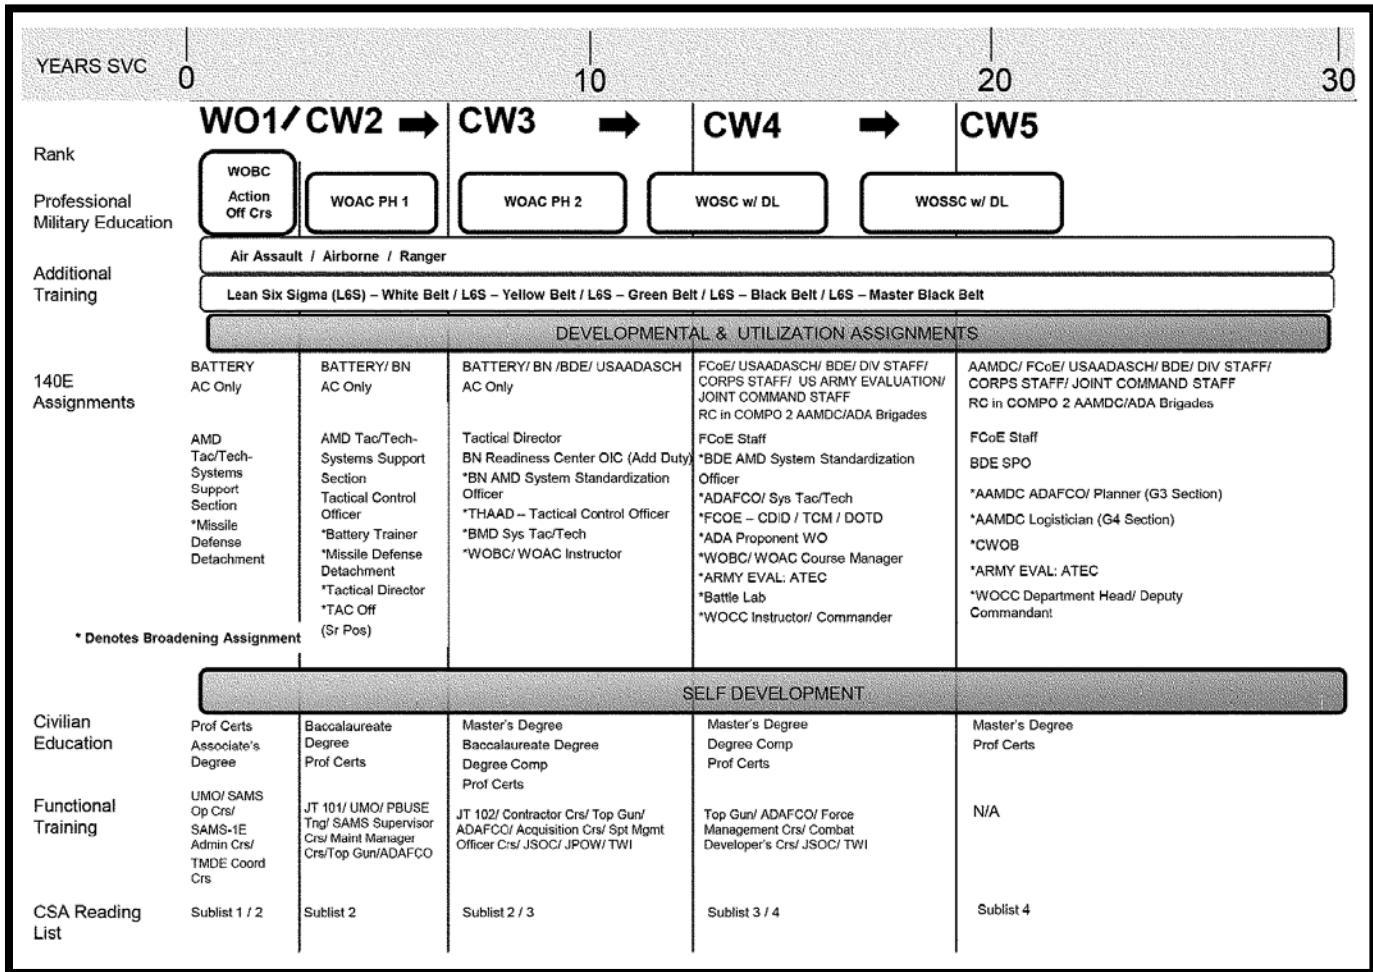 YEARS SVC
0
10
20
30
WO1/ CW2
CW3
CW4
CW5
Rank
Professional
Military Education
WOBC
Action
Off Crs
WOAC PH 1
WOAC PH 2
WOSC w/ DL
WOSSC w/ DL
Additional
Training
Air Assault / Airborne / Ranger
Lean Six Sigma (L6S) – White Belt / L6S – Yellow Belt / L6S – Green Belt / L6S – Black Belt / L6S – Master Black Belt
DEVELOPMENTAL & UTILIZATION ASSIGNMENTS
140E
Assignments
BATTERY
AC Only
AMD
Tac/Tech-
Systems
Support
Section
*Missile
Defense
Detachment
BATTERY/ BN
AC Only
AMD Tac/Tech-
Systems Support
Section
Tactical Control
Officer
*Battery Trainer
*Missile Defense
Detachment
*Tactical Director
*TAC Off
(Sr Pos)
BATTERY/ BN /BDE/ USAADASCH
AC Only
Tactical Director
BN Readiness Center OIC (Add Duty)
*BN AMD System Standardization
Officer
*THAAD – Tactical Control Officer
*BMD Sys Tac/Tech
*WOBC/ WOAC Instructor
FCoE/ USAADASCH/ BDE/ DIV STAFF/
CORPS STAFF/ US ARMY EVALUATION/
JOINT COMMAND STAFF
RC in COMPO 2 AAMDC/ADA Brigades
FCoE Staff
*BDE AMD System Standardization
Officer
*ADAFCO/ Sys Tac/Tech
*FCOE – CDID / TCM / DOTD
*ADA Proponent WO
*WOBC/ WOAC Course Manager
*ARMY EVAL: ATEC
*Battle Lab
*WOCC Instructor/ Commander
AAMDC/ FCoE/ USAADASCH/ BDE/ DIV STAFF/
CORPS STAFF/ JOINT COMMAND STAFF
RC in COMPO 2 AAMDC/ADA Brigades
FCoE Staff
BDE SPO
*AAMDC ADAFCO/ Planner (G3 Section)
*AAMDC Logistician (G4 Section)
*CWOB
*ARMY EVAL: ATEC
*WOCC Department Head/ Deputy
Commandant
* Denotes Broadening Assignment
SELF DEVELOPMENT
Civilian
Education
Prof Certs
Associate's
Degree
Baccalaureate
Degree
Prof Certs
Master's Degree
Baccalaureate Degree
Degree Comp
Prof Certs
Master's Degree
Degree Comp
Prof Certs
Master's Degree
Prof Certs
Functional
Training
UMO/ SAMS
Op Crs/
SAMS-1E
Admin Crs/
TMDE Coord
Crs
JT 101/ UMO/ PBUSE
Tng/ SAMS Supervisor
Crs/ Maint Manager
Crs/Top Gun/ADAFCO
JT 102/ Contractor Crs/ Top Gun/
ADAFCO/ Acquisition Crs/ Spt Mgmt
Officer Crs/ JSOC/ JPOW/ TWI
Top Gun/ ADAFCO/ Force
Management Crs/ Combat
Developer's Crs/ JSOC/ TWI
N/A
CSA Reading
List
Sublist 1 / 2
Sublist 2
Sublist 2 / 3
Sublist 3 / 4
Sublist 4